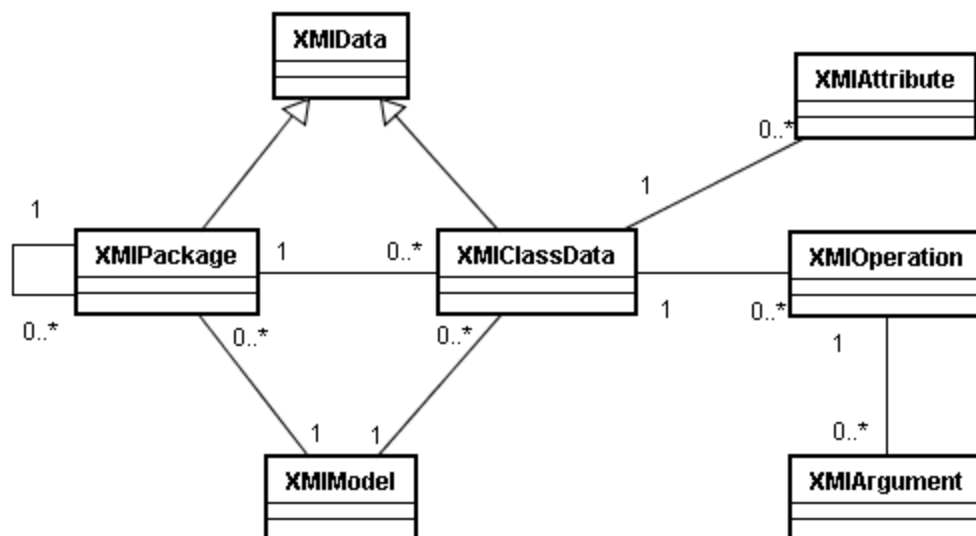 XMIData
XMIAttribute
0..*
1
1
XMIPackage
1
0..*
XMIClassData
XMIOperation
0..*
0..*
0..*
1
0..*
1
1
1
0..*
XMIModel
XMIArgument